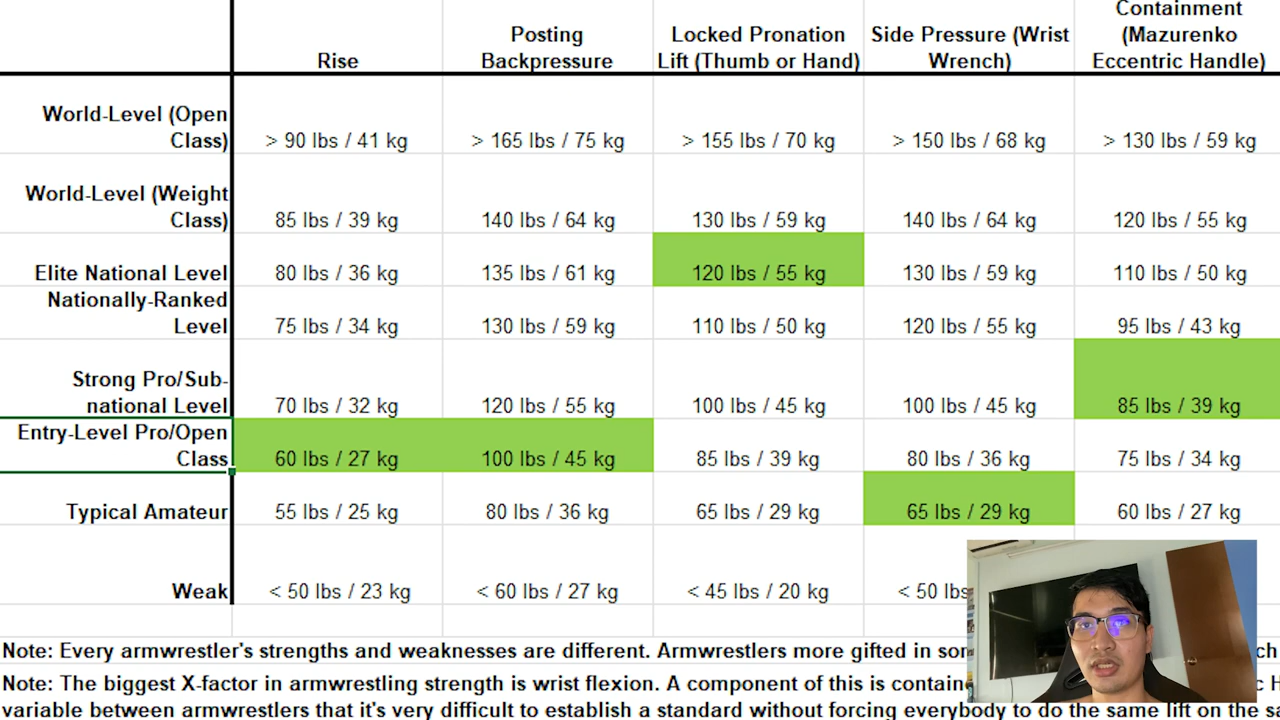 Rise
Posting
Backpressure
Locked Pronation
Lift (Thumb or Hand)
Side Pressure (Wrist
Wrench)
Containment
(Mazurenko
Eccentric Handle)
World-Level (Open
Class)
> 90 lbs / 41 kg
> 165 lbs / 75 kg
> 155 lbs / 70 kg
> 150 lbs / 68 kg
> 130 lbs / 59 kg
World-Level (Weight
Class)
85 lbs / 39 kg
140 lbs / 64 kg
130 lbs / 59 kg
140 lbs / 64 kg
120 lbs / 55 kg
Elite National Level
80 lbs / 36 kg
135 lbs / 61 kg
120 lbs / 55 kg
130 lbs / 59 kg
110 lbs / 50 kg
Nationally-Ranked
Level
75 lbs / 34 kg
130 lbs / 59 kg
110 lbs / 50 kg
120 lbs / 55 kg
95 lbs / 43 kg
Strong Pro/Sub-
national Level
70 lbs / 32 kg
120 lbs / 55 kg
100 lbs / 45 kg
100 lbs / 45 kg
85 lbs / 39 kg
Entry-Level Pro/Open
Class
60 lbs / 27 kg
100 lbs / 45 kg
85 lbs / 39 kg
80 lbs / 36 kg
75 lbs / 34 kg
Typical Amateur
55 lbs / 25 kg
80 lbs / 36 kg
65 lbs / 29 kg
65 lbs / 29 kg
60 lbs / 27 kg
Weak
< 50 lbs / 23 kg
< 60 lbs / 27 kg
< 45 lbs / 20 kg
< 50 lbs
Note: Every armwrestler's strengths and weaknesses are different. Armwrestlers more gifted in
Note: The biggest X-factor in armwrestling strength is wrist flexion. A component of this is
variable between armwrestlers that it's very difficult to establish a standard without forcing everybody to do the same lift on the